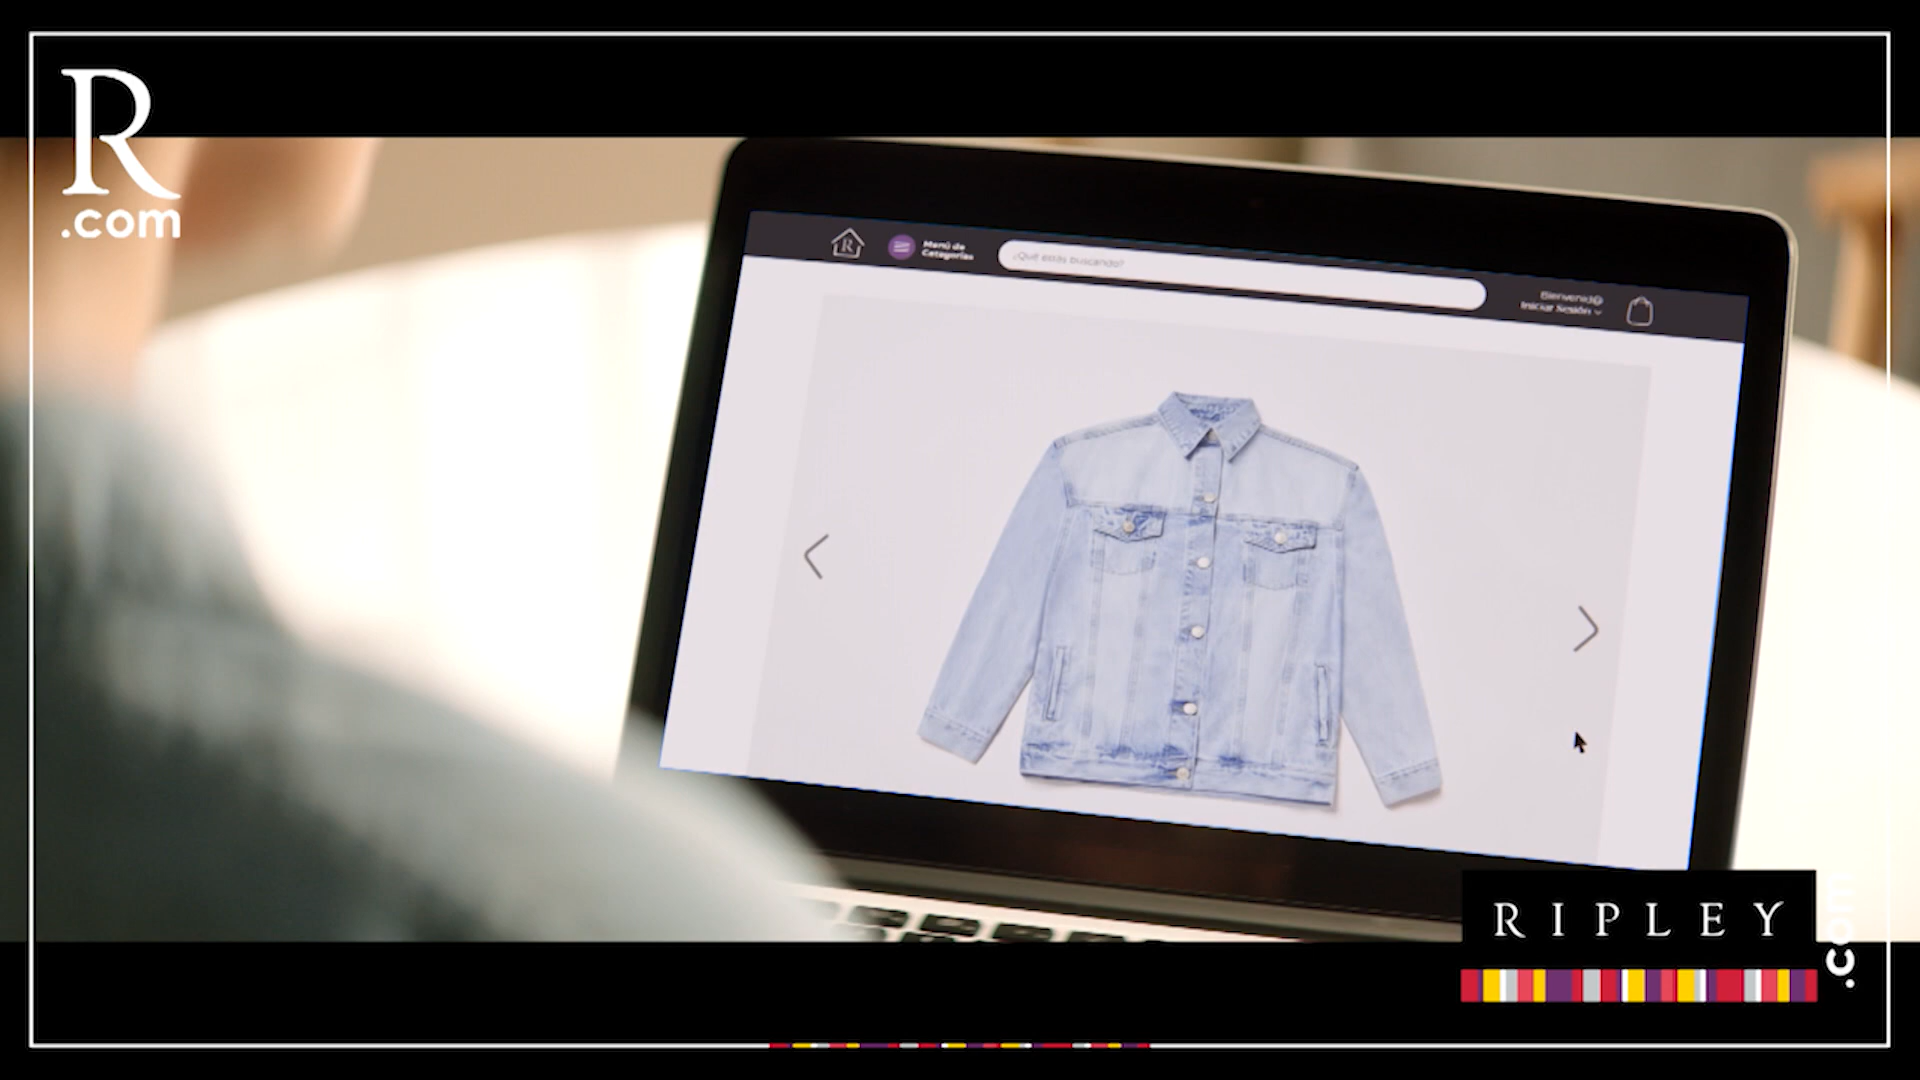 R
.com
R
Menú de
Categorías
¿Qué estás buscando?
Bienvenid@
Iniciar Sesión
RIPLEY
.com